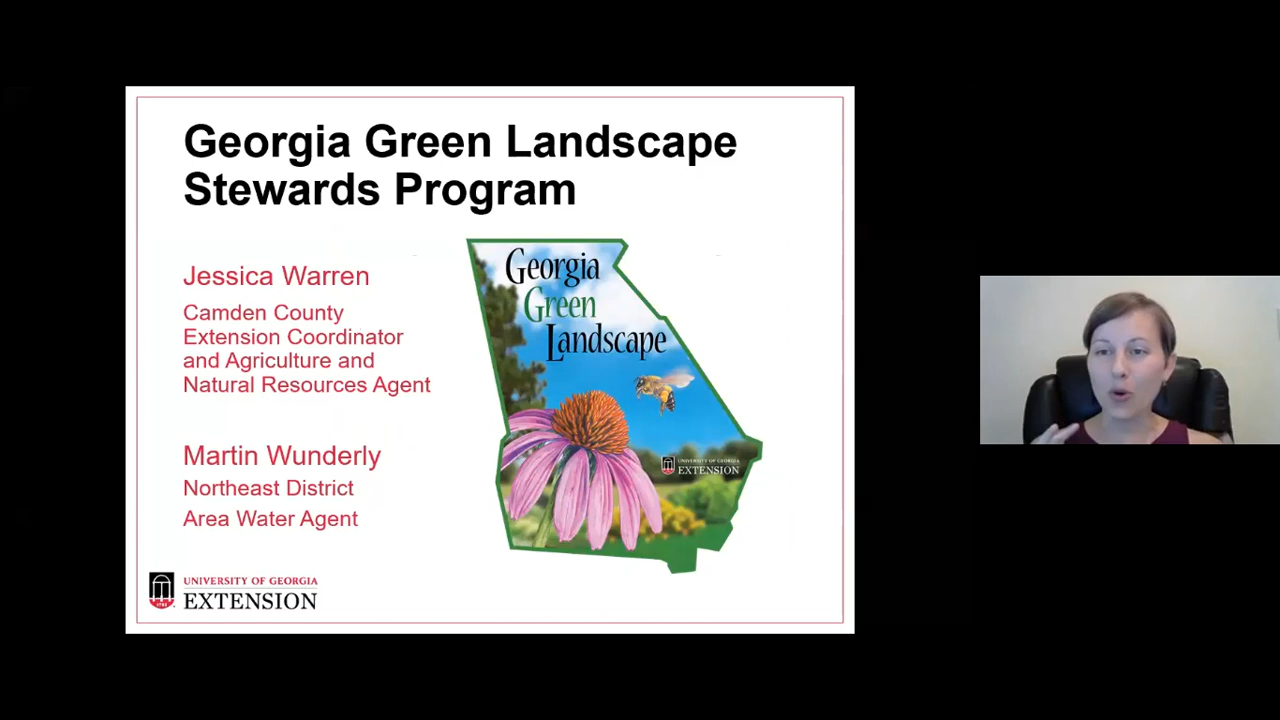 Georgia Green Landscape
Stewards Program
Jessica Warren
Camden County
Extension Coordinator
and Agriculture and
Natural Resources Agent
Martin Wunderly
Northeast District
Area Water Agent
Georgia
Green
Landscape
UNIVERSITY OF GEORGIA
EXTENSION
1785
UNIVERSITY OF GEORGIA
EXTENSION